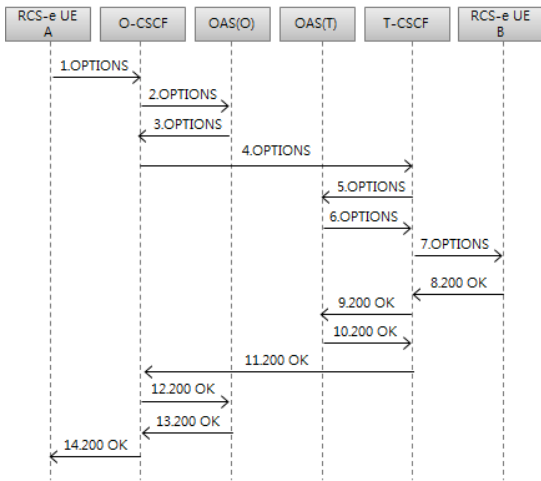 RCS-e UE
A
O-CSCF
OAS(O)
OAS(T)
T-CSCF
RCS-e UE
B
1.OPTIONS
2.OPTIONS
3.OPTIONS
4.OPTIONS
5.OPTIONS
6.OPTIONS
7.OPTIONS
8.200 OK
9.200 OK
10.200 OK
11.200 OK
12.200 OK
13.200 OK
14.200 OK